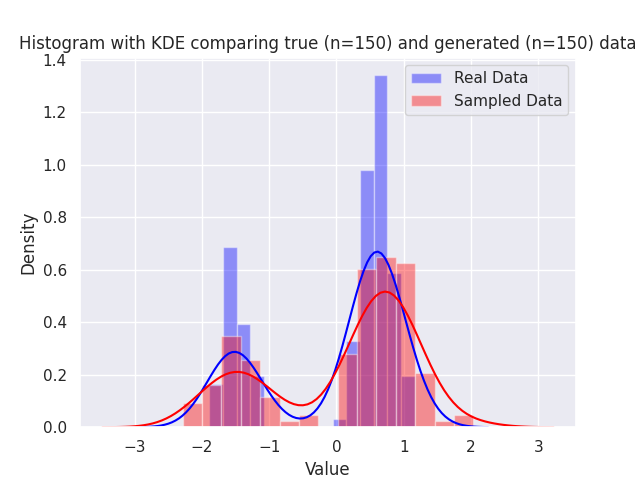 Histogram with KDE comparing true (n=150) and generated (n=150) data
Real Data
Sampled Data
Density
1.4
1.2
1.0
0.8
0.6
0.4
0.2
0.0
−3 −2 −1 0 1 2 3
Value